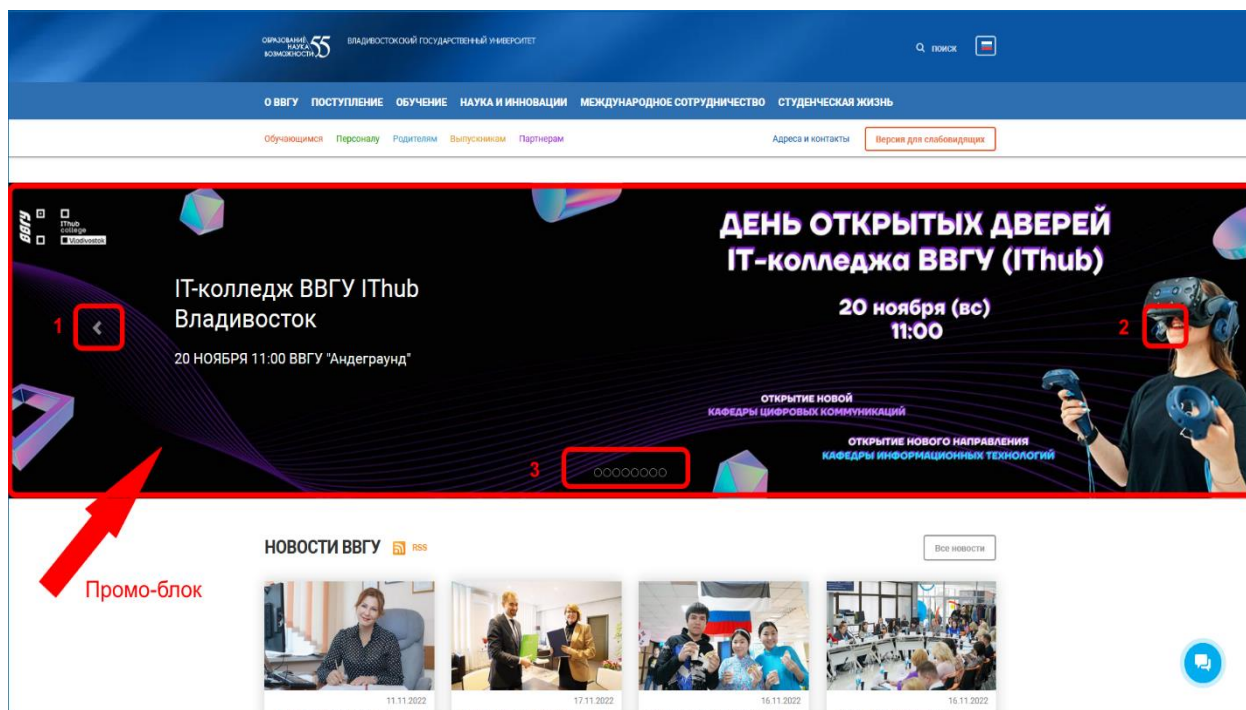 ОБРАЗОВАНИЕ
НАУКА
ВОЗМОЖНОСТИ
55
ВЛАДИВОСТОКСКИЙ ГОСУДАРСТВЕННЫЙ УНИВЕРСИТЕТ
поиск
О ВВГУ ПОСТУПЛЕНИЕ ОБУЧЕНИЕ НАУКА И ИННОВАЦИИ МЕЖДУНАРОДНОЕ СОТРУДНИЧЕСТВО СТУДЕНЧЕСКАЯ ЖИЗНЬ
Обучающимся Персоналу Родителям Выпускникам Партнерам Адреса и контакты Версия для слабовидящих
ВВГУ
IThub
college
Vladivostok
ДЕНЬ ОТКРЫТЫХ ДВЕРЕЙ
IT-колледжа ВВГУ (IThub)
20 ноября (вс)
11:00
IT-колледж ВВГУ IThub
Владивосток
20 НОЯБРЯ 11:00 ВВГУ "Андеграунд"
1
2
ОТКРЫТИЕ НОВОЙ
КАФЕДРЫ ЦИФРОВЫХ КОММУНИКАЦИЙ
ОТКРЫТИЕ НОВОГО НАПРАВЛЕНИЯ
КАФЕДРЫ ИНФОРМАЦИОННЫХ ТЕХНОЛОГИЙ
3
Промо-блок
НОВОСТИ ВВГУ RSS Все новости
11.11.2022 17.11.2022 16.11.2022 16.11.2022